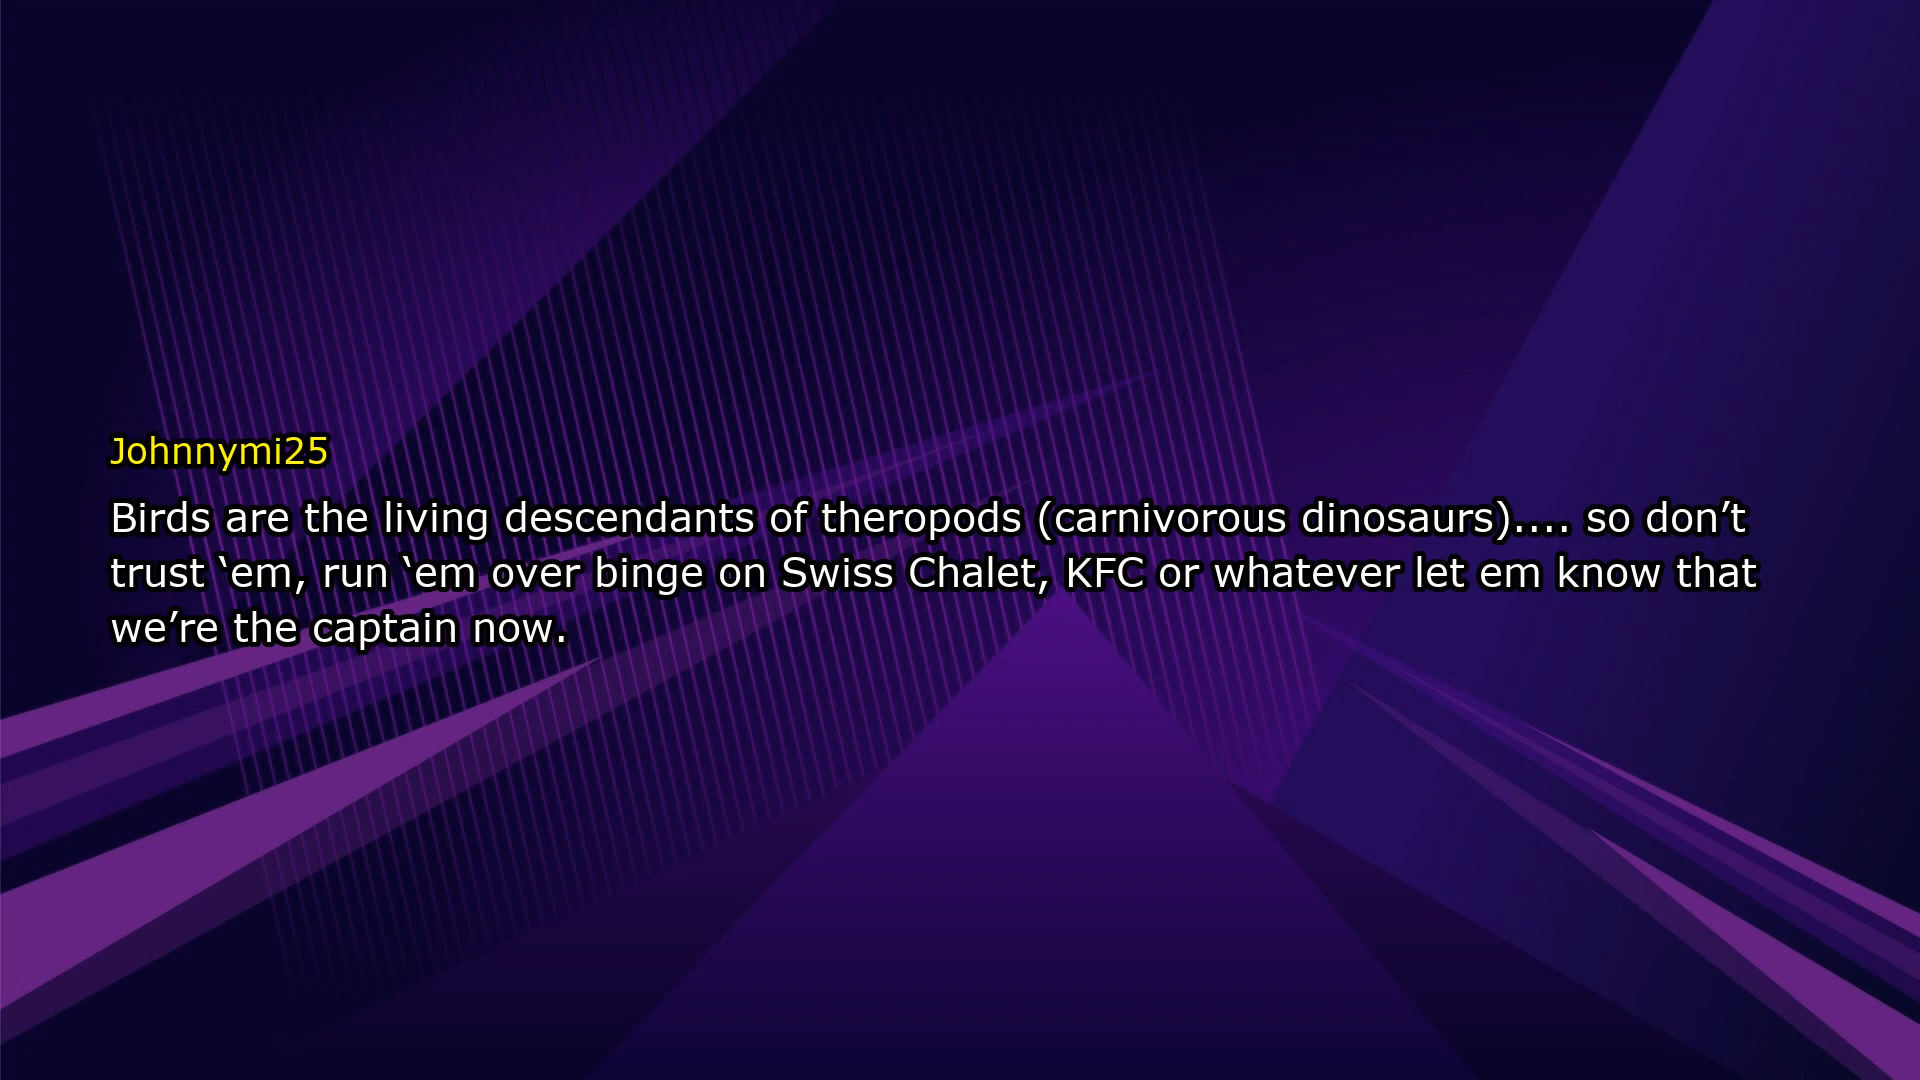 Johnnymi25
Birds are the living descendants of theropods (carnivorous dinosaurs).... so don’t
trust ‘em, run ‘em over binge on Swiss Chalet, KFC or whatever let em know that
we’re the captain now.